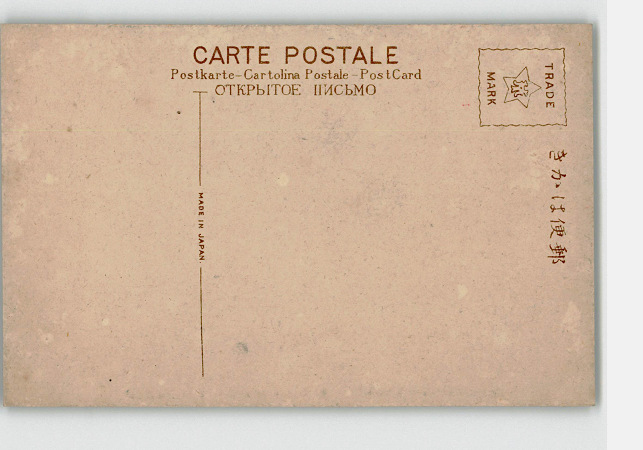 CARTE POSTALE
Postkarte-Cartolina Postale-PostCard
ОТКРЫТОЕ ПИСЬМО
TRADE
MARK
MADE IN JAPAN.
きかは便郵